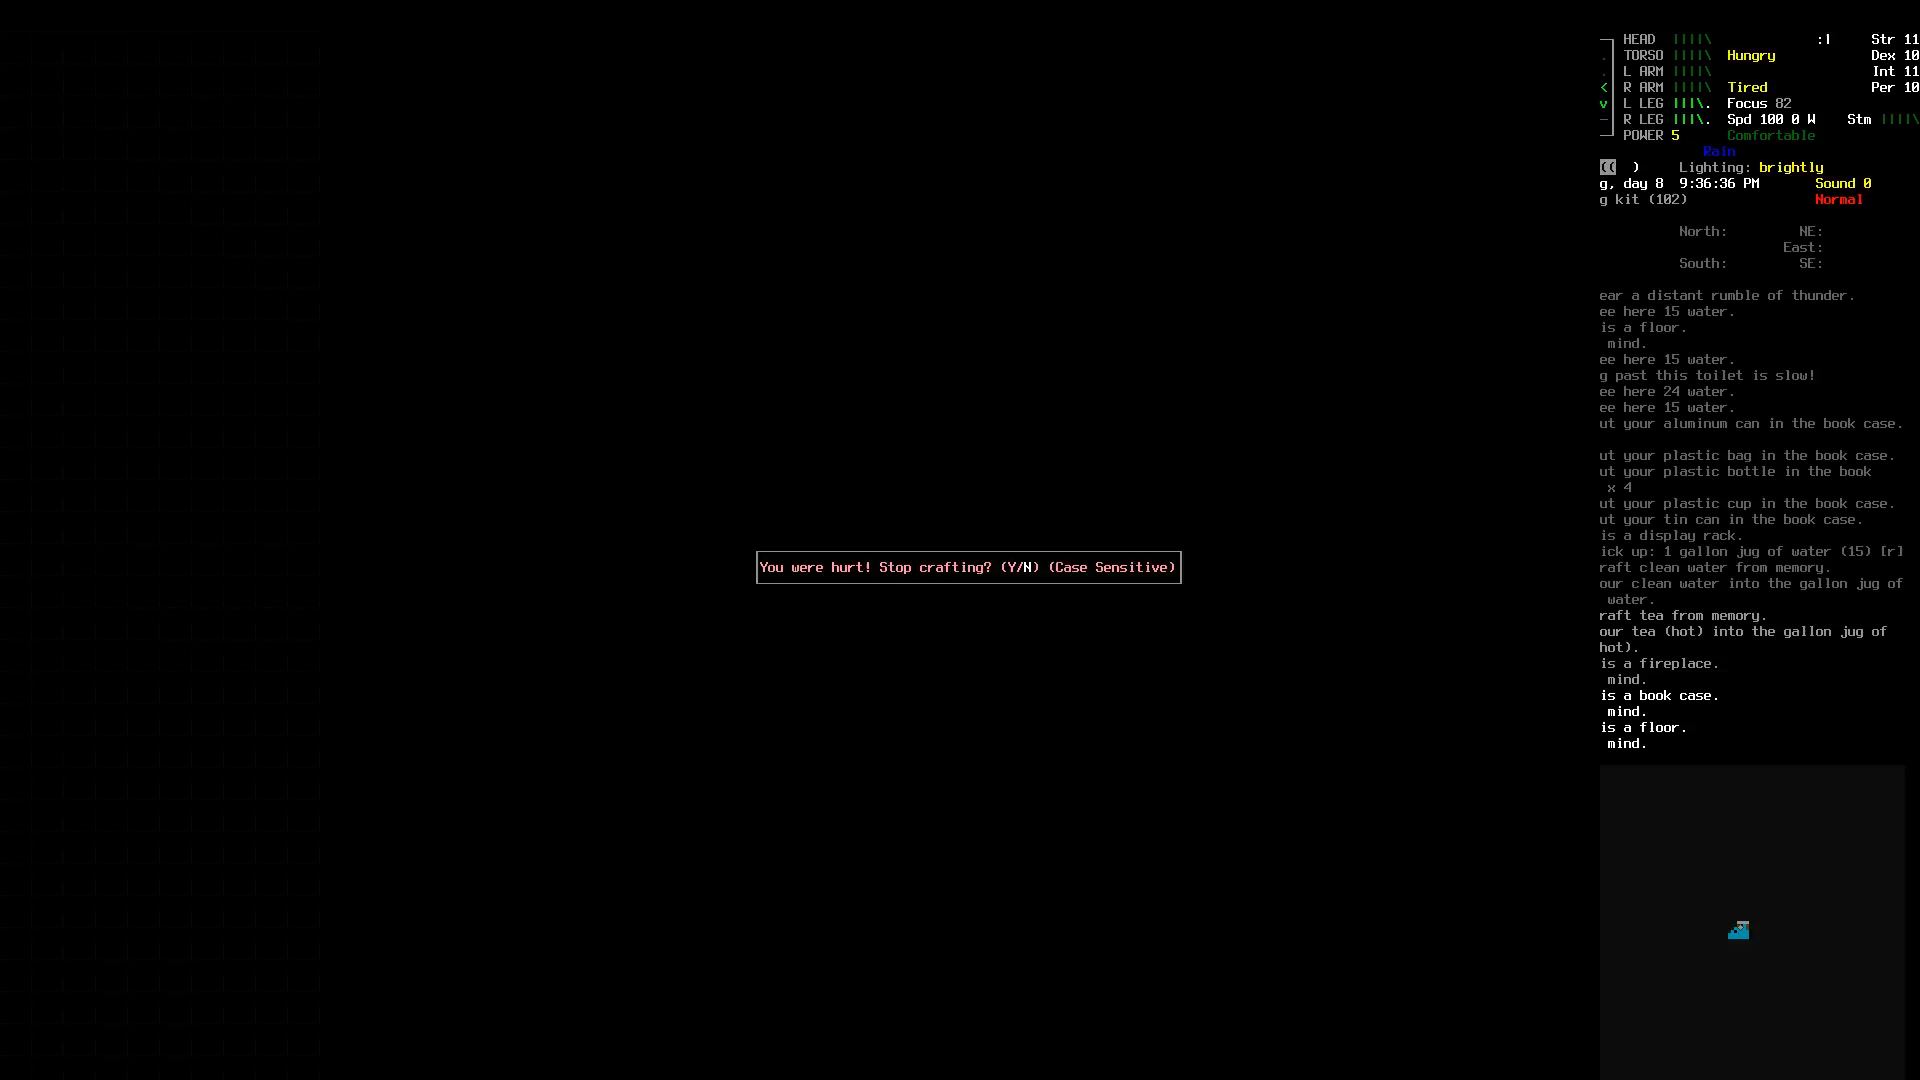 HEAD ||||\ :| Str 11
TORSO ||||\ Hungry Dex 10
L ARM ||||\ Int 11
< R ARM ||||\ Tired Per 10
v L LEG |||\. Focus 82
R LEG |||\. Spd 100 0 W Stm ||||\
POWER 5 Comfortable
Rain
(( ) Lighting: brightly
g, day 8 9:36:36 PM Sound 0
g kit (102) Normal
North: NE:
East:
South: SE:
ear a distant rumble of thunder.
ee here 15 water.
is a floor.
mind.
ee here 15 water.
g past this toilet is slow!
ee here 24 water.
ee here 15 water.
ut your aluminum can in the book case.
ut your plastic bag in the book case.
ut your plastic bottle in the book
x 4
ut your plastic cup in the book case.
ut your tin can in the book case.
is a display rack.
ick up: 1 gallon jug of water (15) [r]
You were hurt! Stop crafting? (Y/N) (Case Sensitive)
raft clean water from memory.
our clean water into the gallon jug of
water.
raft tea from memory.
our tea (hot) into the gallon jug of
hot).
is a fireplace.
mind.
is a book case.
mind.
is a floor.
mind.